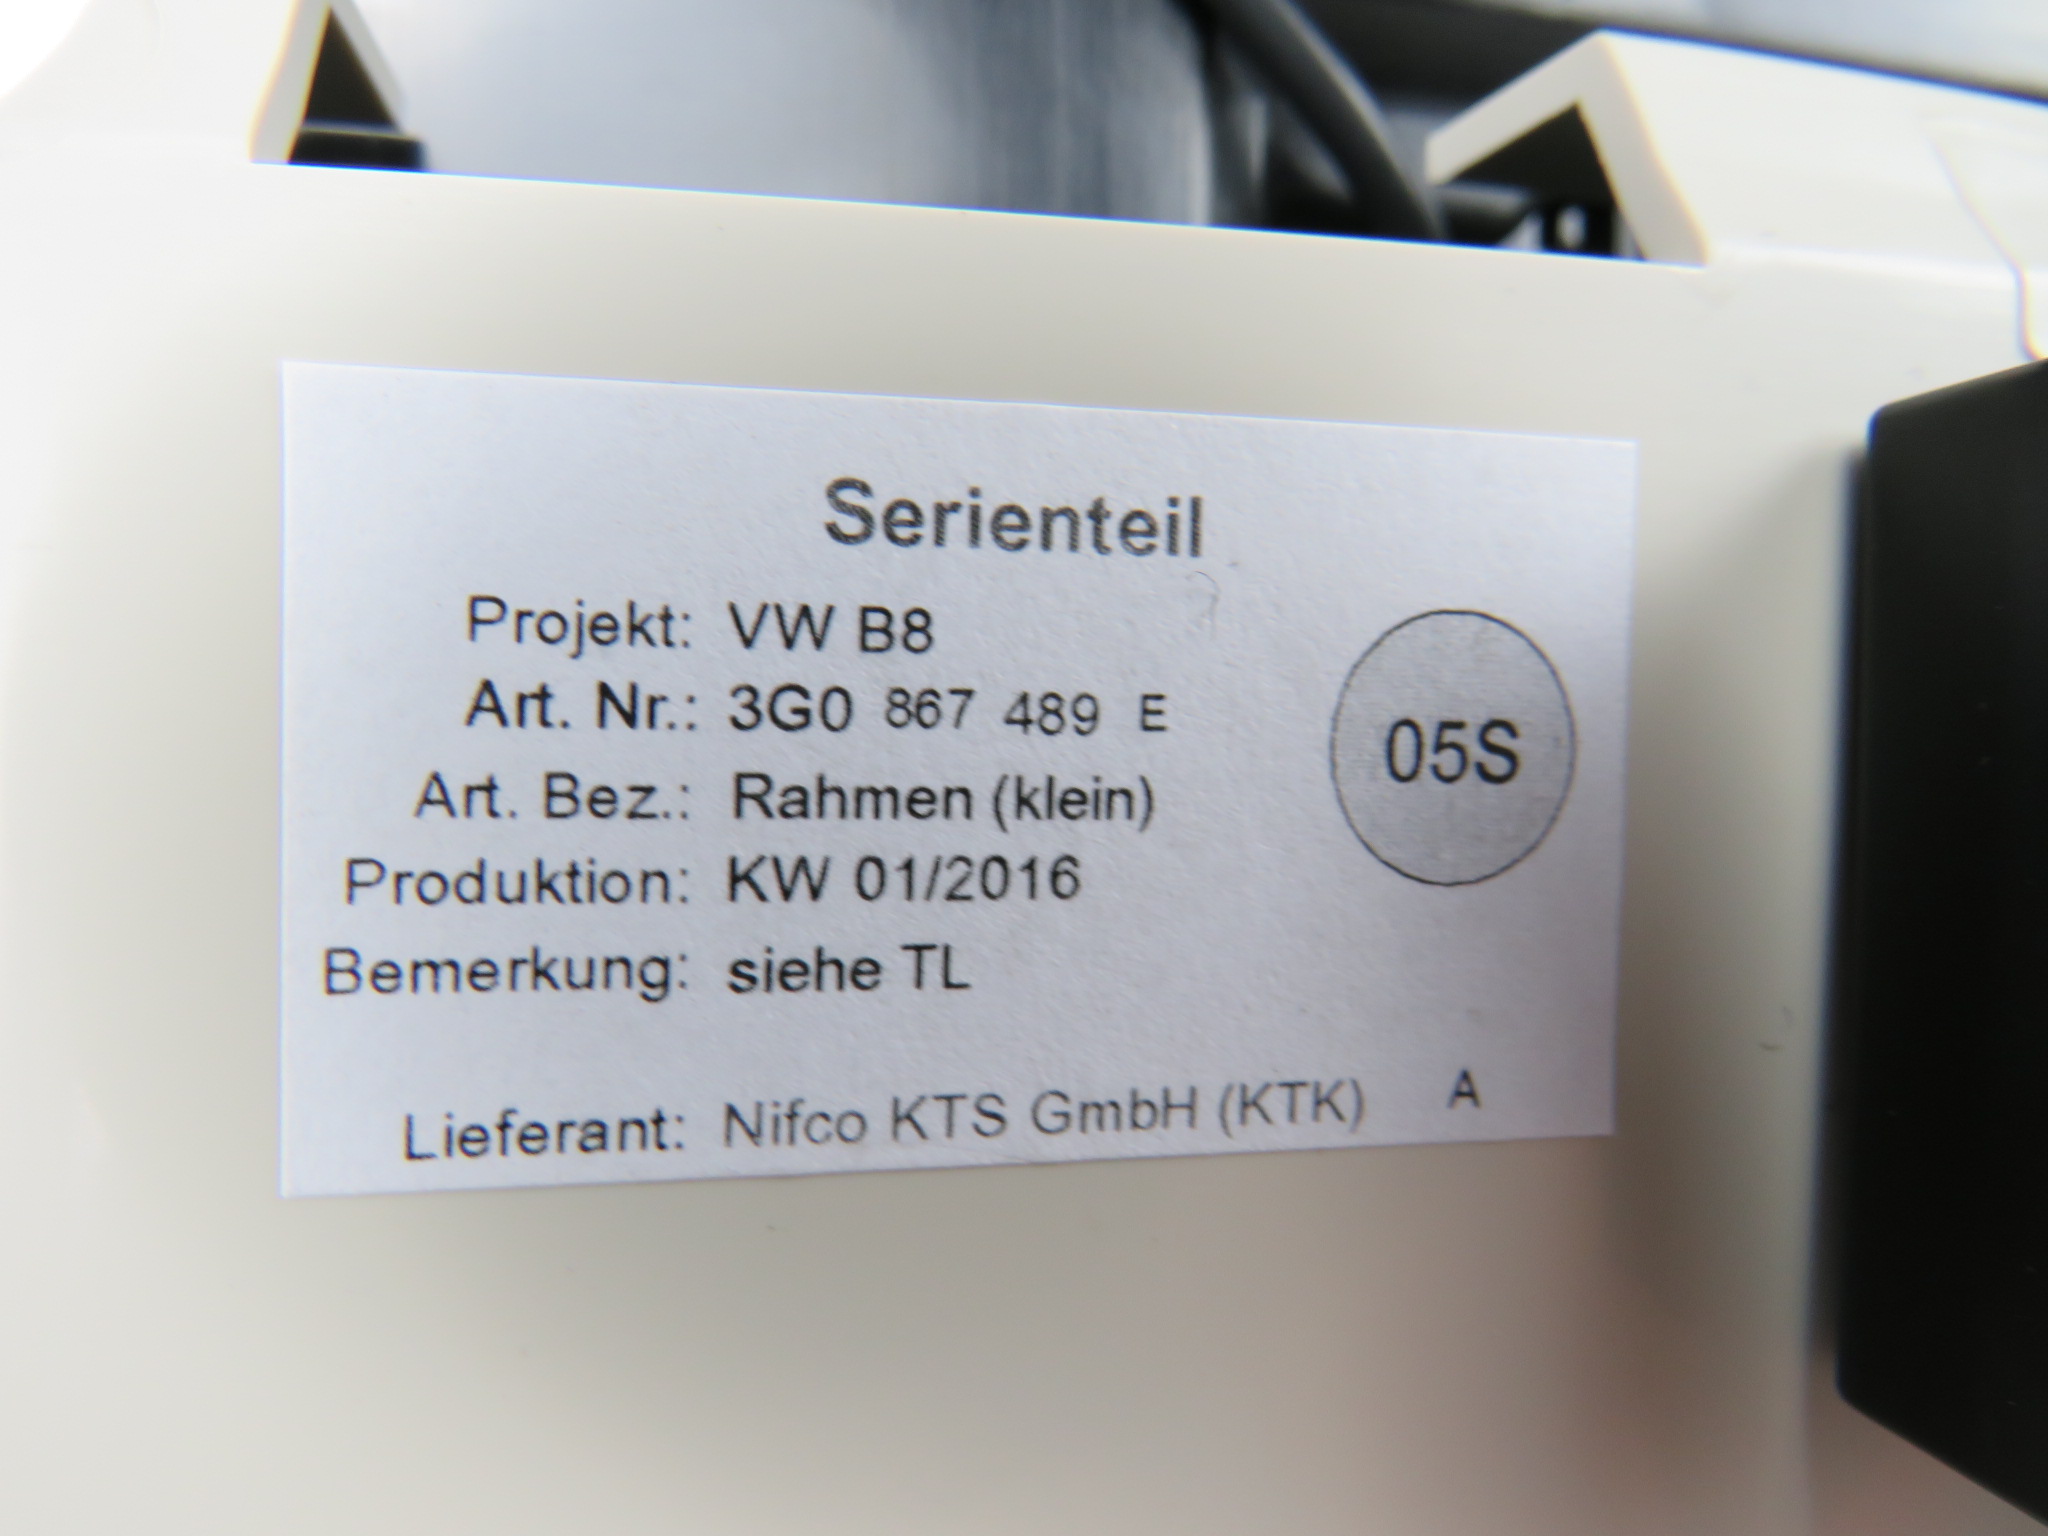 Serienteil
Projekt: VW B8
Art. Nr.: 3G0 867 489 E
Art. Bez.: Rahmen (klein)
05S
Produktion: KW 01/2016
Bemerkung: siehe TL
Lieferant: Nifco KTS GmbH (KTK) A